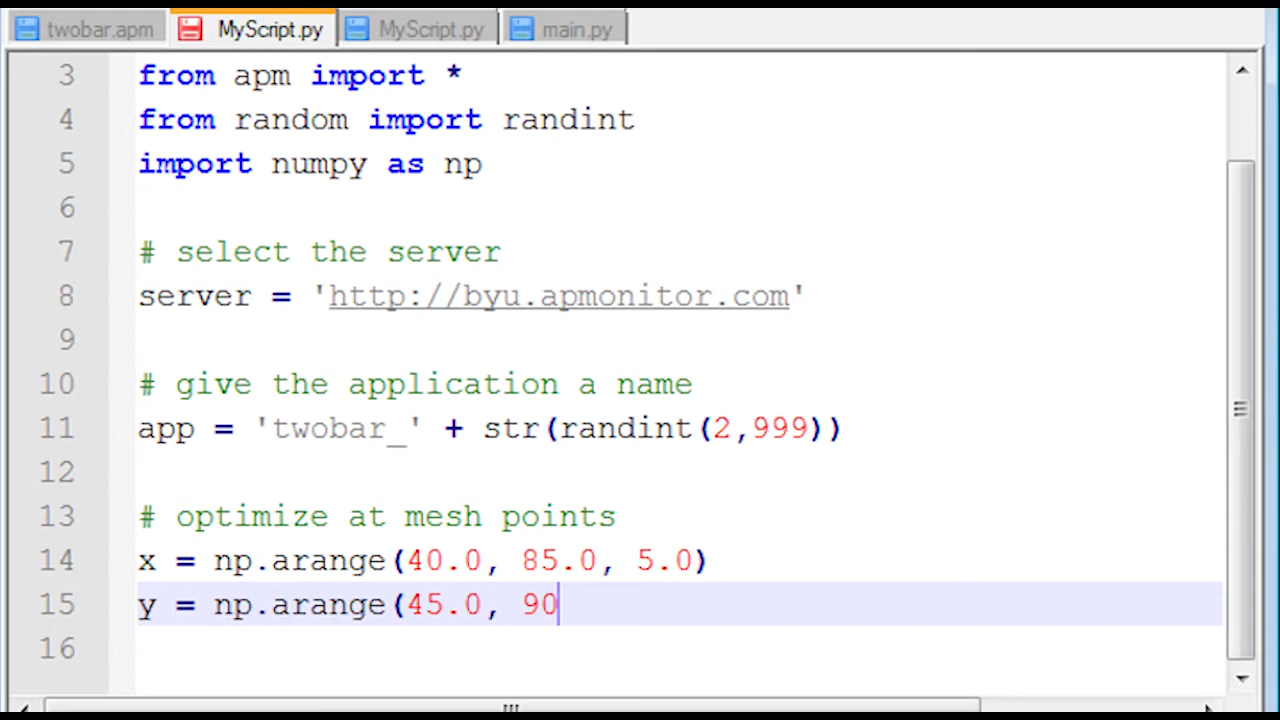 twobar.apm MyScript.py MyScript.py main.py
3 from apm import *
4 from random import randint
5 import numpy as np
6
7 # select the server
8 server = 'http://byu.apmonitor.com'
9
10 # give the application a name
11 app = 'twobar_' + str(randint(2,999))
12
13 # optimize at mesh points
14 x = np.arange(40.0, 85.0, 5.0)
15 y = np.arange(45.0, 90
16